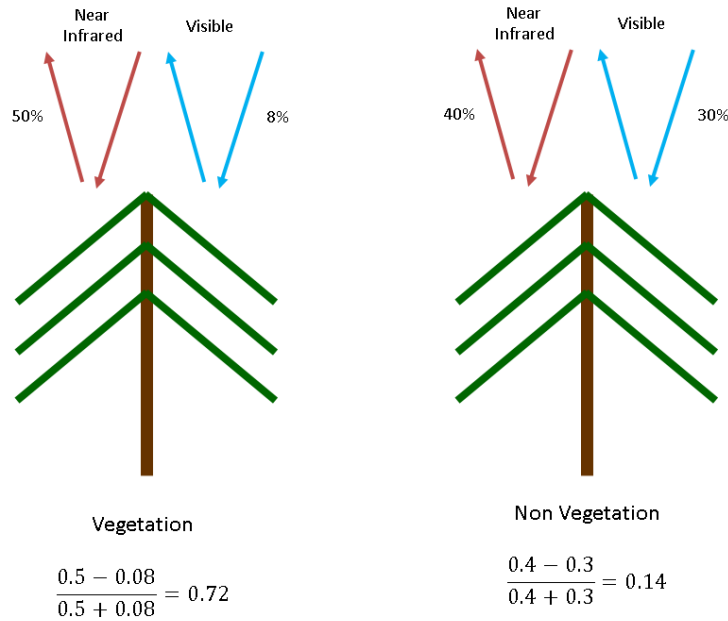 Near
Infrared
Visible
50%
8%
Near
Infrared
Visible
40%
30%
Vegetation
0.5 − 0.08
0.5 + 0.08
= 0.72
Non Vegetation
0.4 − 0.3
0.4 + 0.3
= 0.14